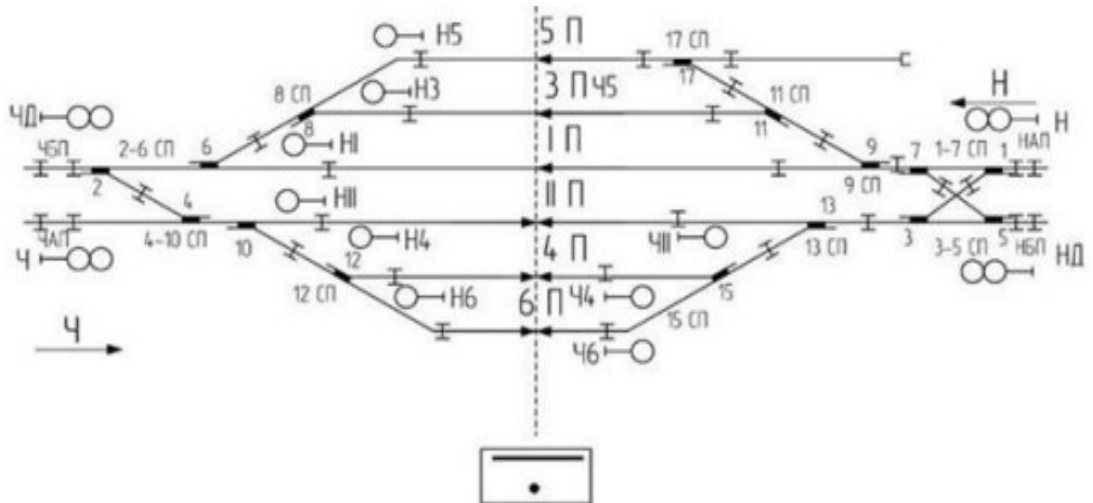 Н5
5 П
17 СП
17
Н3
3 П
Ч5
8 СП
8
11 СП
11
Н
Н
ЧД
ЧБП
2-6 СП
6
Н1
I П
9
9 СП
7
1-7 СП
1
НАП
2
4
НII
II П
13
ЧАП
4-10 СП
10
Н4
ЧII
13 СП
3
3-5 СП
5
НБП
НД
Ч
12
4 П
12 СП
Н6
6 П
Ч4
15
15 СП
Ч
Ч6